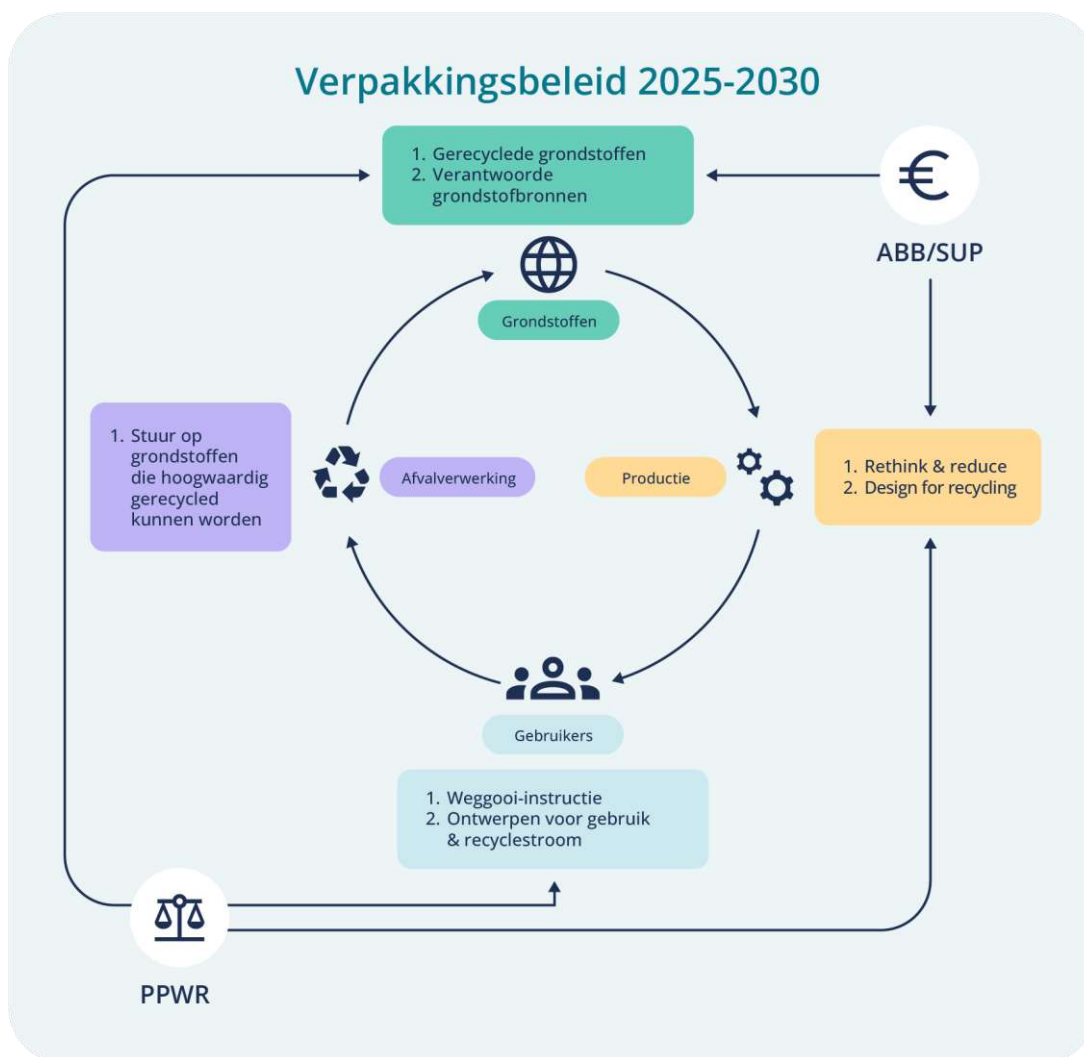 Verpakkingsbeleid 2025-2030
1. Gerecyclede grondstoffen
2. Verantwoorde
grondstofbronnen
€
ABB/SUP
Grondstoffen
1. Stuur op
grondstoffen
die hoogwaardig
gerecycled
kunnen worden
Afvalverwerking
Productie
1. Rethink & reduce
2. Design for recycling
Gebruikers
1. Weggooi-instructie
2. Ontwerpen voor gebruik
& recyclestroom
PPWR